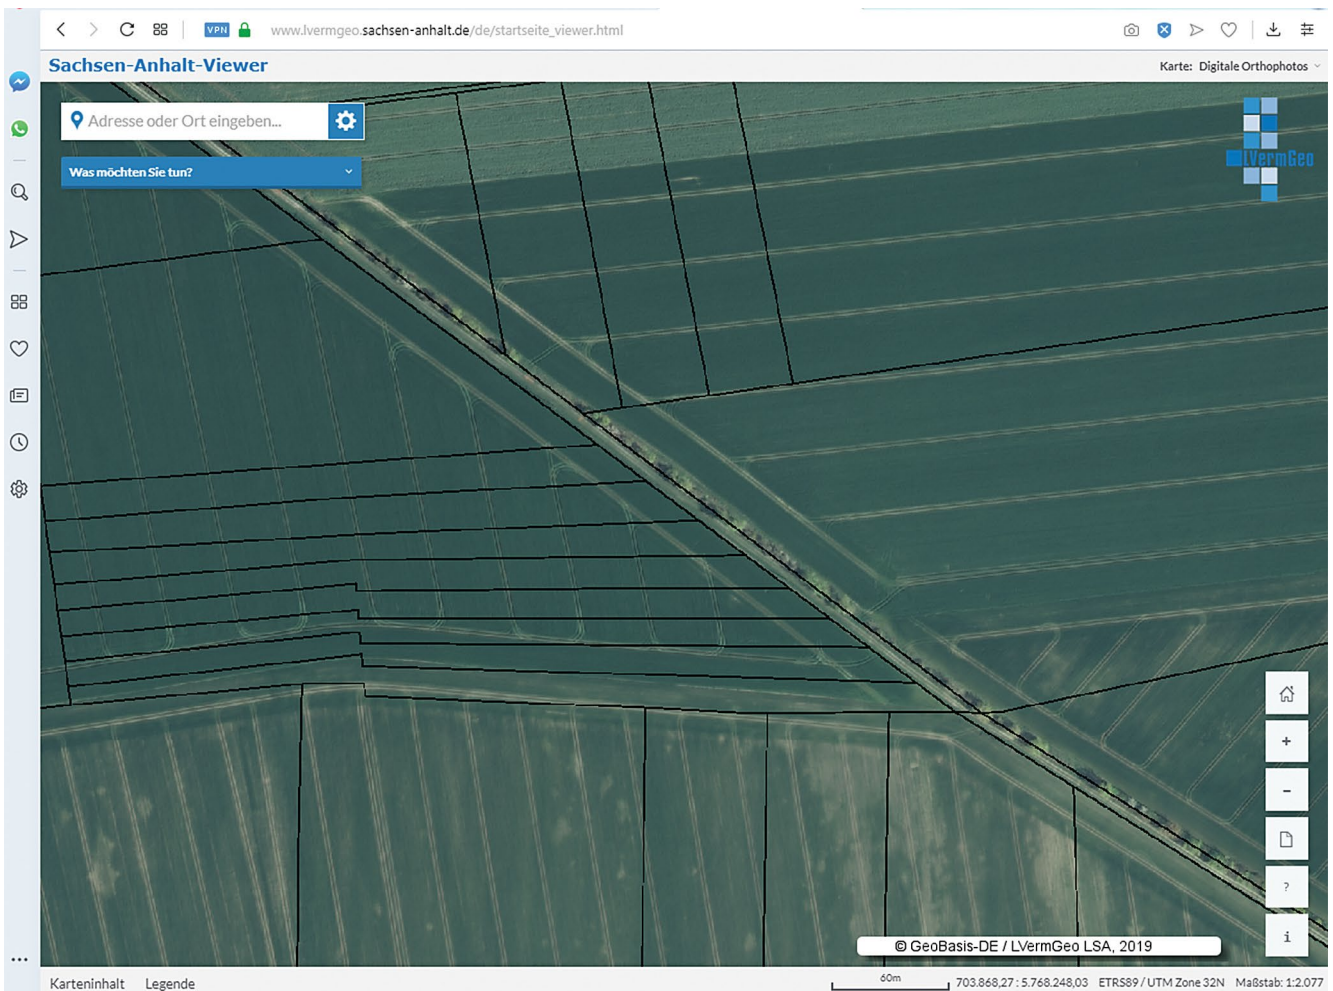 VPN
www.lvermgeo.sachsen-anhalt.de/de/startseite_viewer.html
Sachsen-Anhalt-Viewer
Karte: Digitale Orthophotos
Adresse oder Ort eingeben...
Was möchten Sie tun?
LVermGeo
+
-
?
i
© GeoBasis-DE / LVermGeo LSA, 2019
Karteninhalt Legende
60m
703.868,27 : 5.768.248,03 ETRS89 / UTM Zone 32N Maßstab: 1:2.077